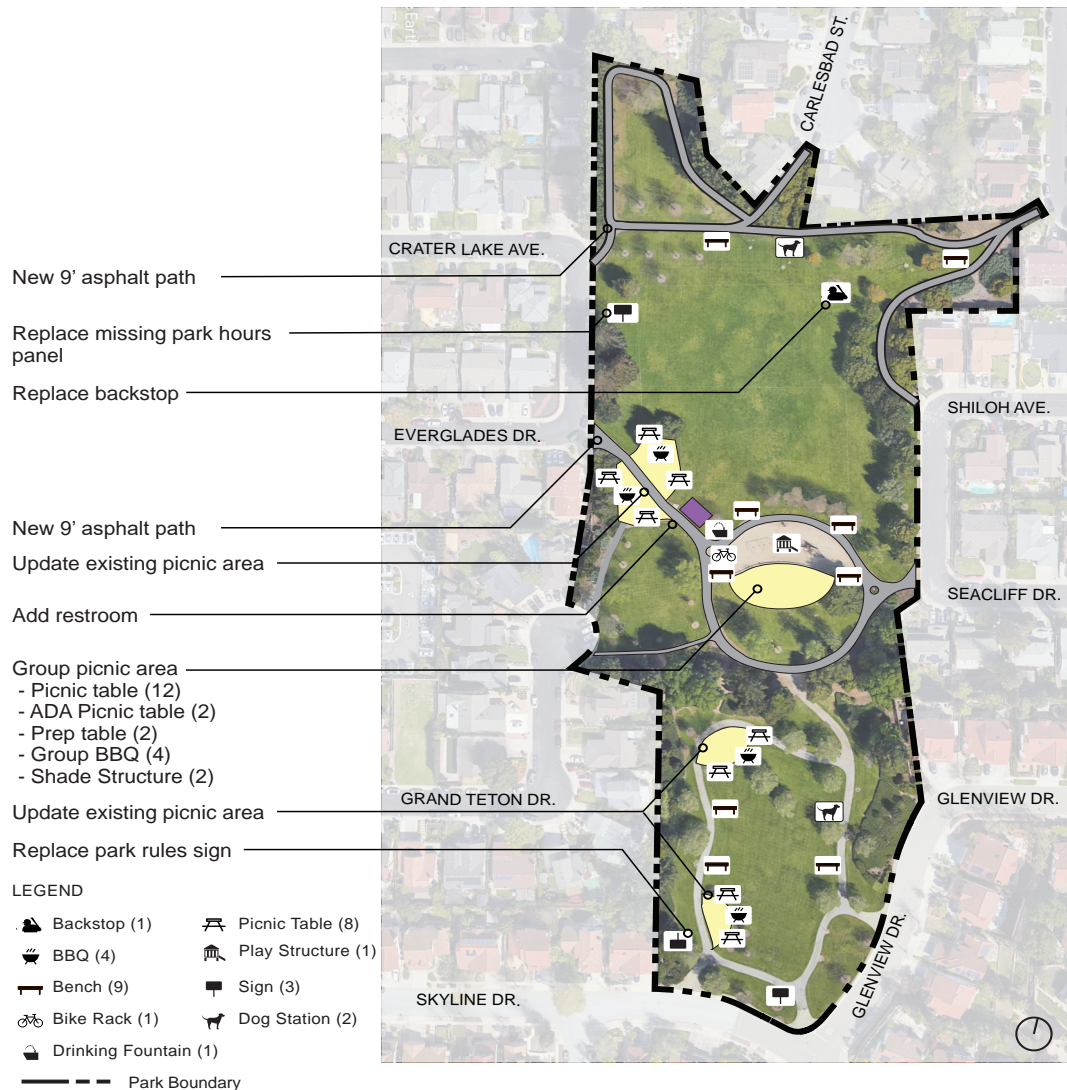 CARLESBAD ST.
CRATER LAKE AVE.
New 9' asphalt path
Replace missing park hours
panel
Replace backstop
SHILOH AVE.
EVERGLADES DR.
New 9' asphalt path
Update existing picnic area
SEACLIFF DR.
Add restroom
Group picnic area
- Picnic table (12)
- ADA Picnic table (2)
- Prep table (2)
- Group BBQ (4)
- Shade Structure (2)
GRAND TETON DR.
GLENVIEW DR.
Update existing picnic area
Replace park rules sign
GLENVIEW DR.
SKYLINE DR.
LEGEND
Backstop (1)
BBQ (4)
Bench (9)
Bike Rack (1)
Drinking Fountain (1)
Picnic Table (8)
Play Structure (1)
Sign (3)
Dog Station (2)
Park Boundary